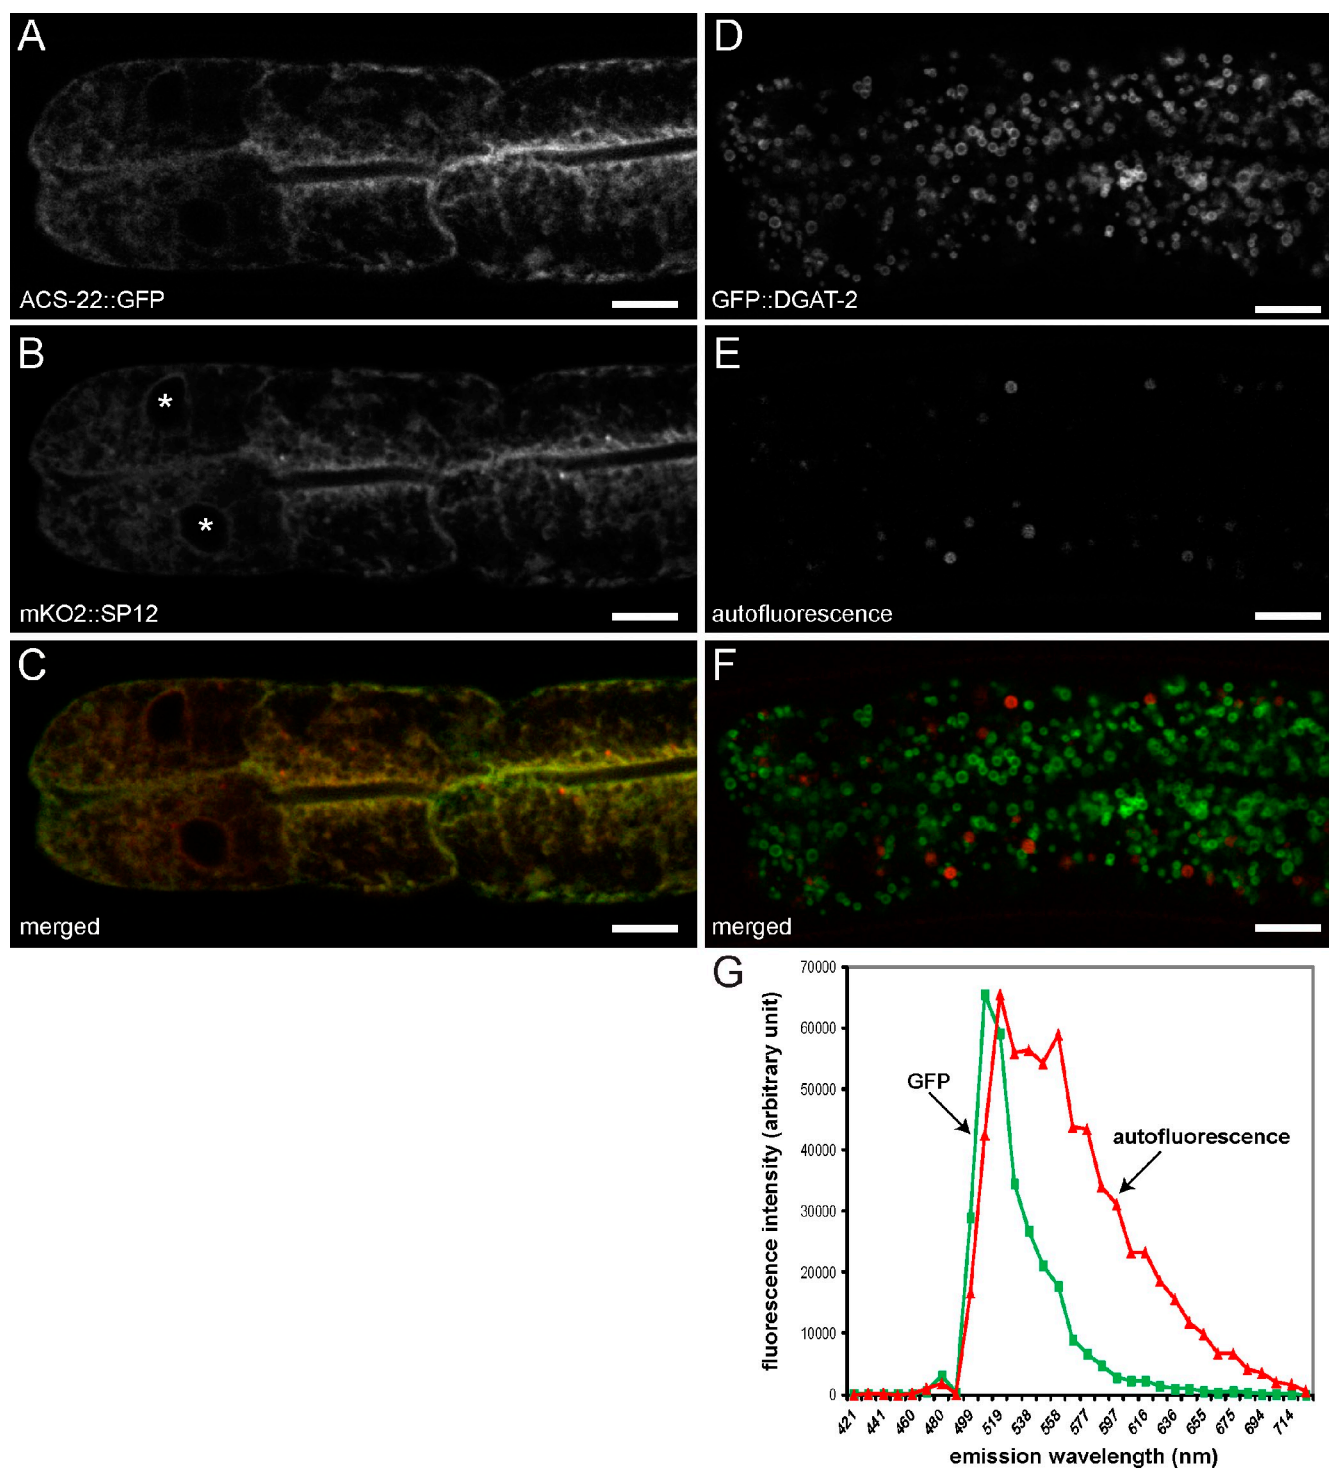 A
ACS-22::GFP
B
*
*
mKO2::SP12
C
merged
D
GFP::DGAT-2
E
autofluorescence
F
merged
G
fluorescence intensity (arbitrary unit)
70000
60000
50000
40000
30000
20000
10000
0
GFP
autofluorescence
421 441 460 480 499 519 538 558 577 597 616 636 655 675 694 714
emission wavelength (nm)